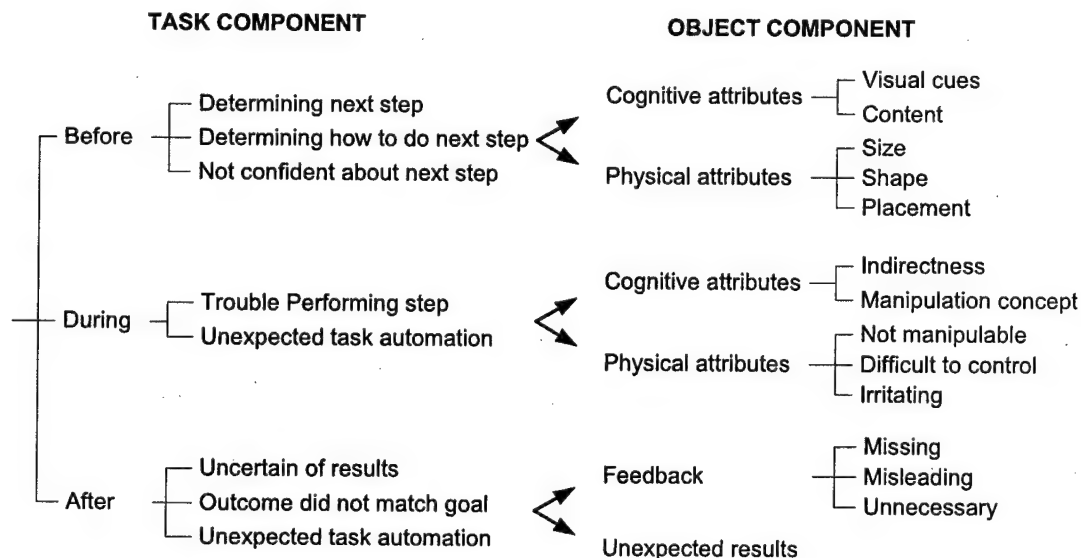 TASK COMPONENT
OBJECT COMPONENT
Before
Determining next step
Determining how to do next step
Not confident about next step
Cognitive attributes
Visual cues
Content
Physical attributes
Size
Shape
Placement
During
Trouble Performing step
Unexpected task automation
Cognitive attributes
Indirectness
Manipulation concept
Physical attributes
Not manipulable
Difficult to control
Irritating
After
Uncertain of results
Outcome did not match goal
Unexpected task automation
Feedback
Missing
Misleading
Unnecessary
Unexpected results